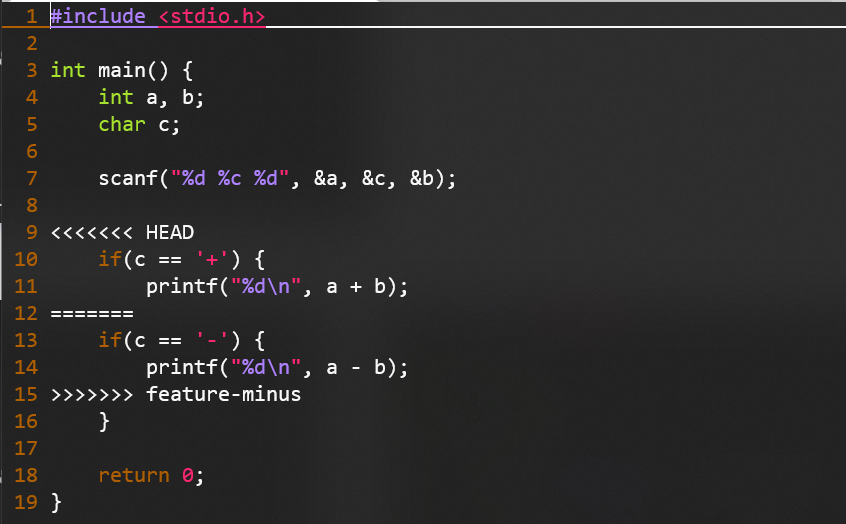 1 #include <stdio.h>
2
3 int main() {
4     int a, b;
5     char c;
6
7     scanf("%d %c %d", &a, &c, &b);
8
9 <<<<<<< HEAD
10     if(c == '+') {
11         printf("%d\n", a + b);
12 =======
13     if(c == '-') {
14         printf("%d\n", a - b);
15 >>>>>>> feature-minus
16     }
17
18     return 0;
19 }